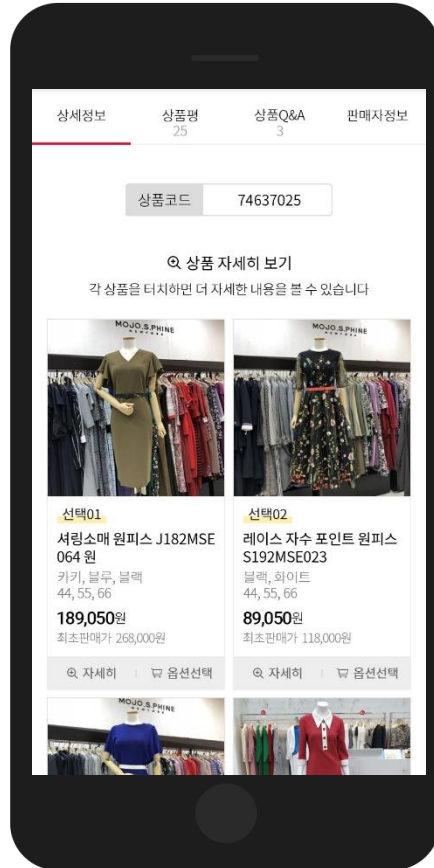 상세정보
상품평
25
상품Q&A
3
판매자정보
상품코드 74637025
상품 자세히 보기
각 상품을 터치하면 더 자세한 내용을 볼 수 있습니다
MOJO.S.PHINE
NEWYORK
MOJO.S.PHINE
NEWYORK
선택01
셔링소매 원피스 J182MSE
064 원
카키, 블루, 블랙
44, 55, 66
189,050원
최초판매가 268,000원
자세히 옵션선택
선택02
레이스 자수 포인트 원피스
S192MSE023
블랙, 화이트
44, 55, 66
89,050원
최초판매가 118,000원
자세히 옵션선택
MOJO.S.PHINE